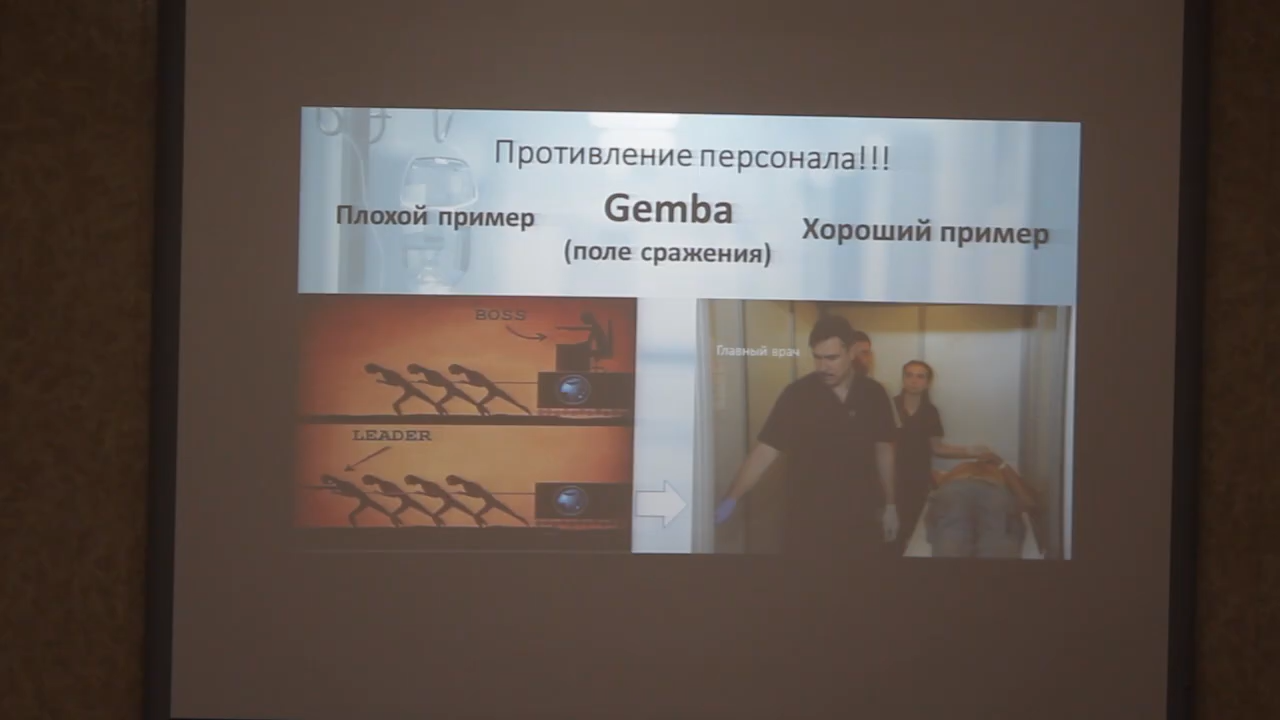 Противление персонала!!!
Плохой пример
Gemba
(поле сражения)
Хороший пример
BOSS
LEADER
Главный врач